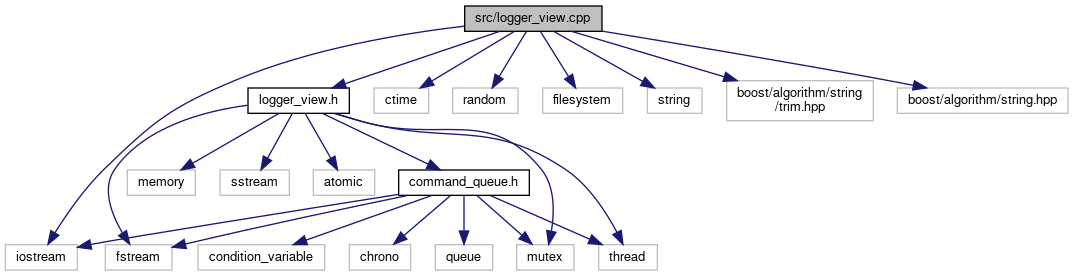 src/logger_view.cpp
logger_view.h
ctime
random
filesystem
string
boost/algorithm/string
/trim.hpp
boost/algorithm/string.hpp
memory
sstream
atomic
command_queue.h
iostream
fstream
condition_variable
chrono
queue
mutex
thread